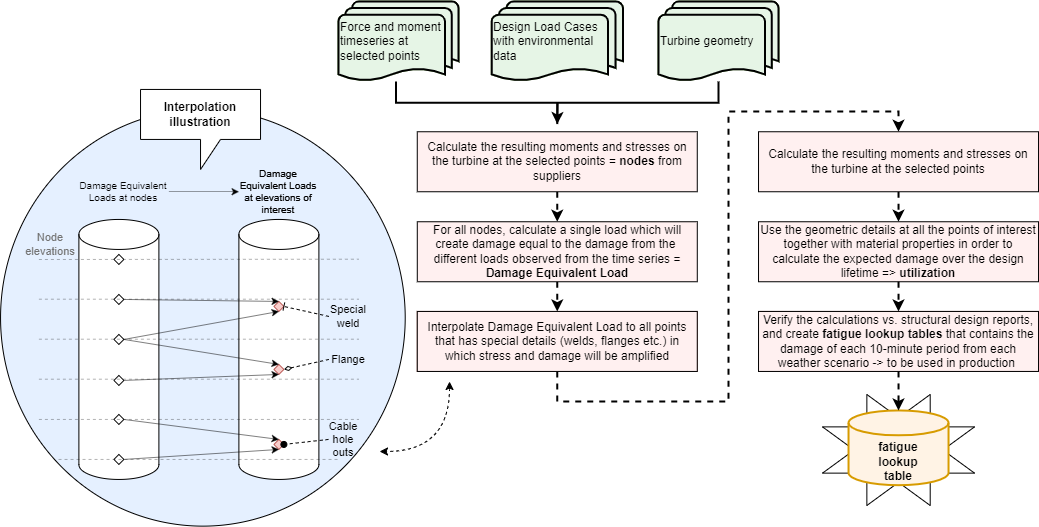 Force and moment
timeseries at
selected points
Design Load Cases
with environmental
data
Turbine geometry
Interpolation
illustration
Damage Equivalent
Loads at nodes
Damage
Equivalent Loads
at elevations of
interest
Node
elevations
Special
weld
Flange
Cable
hole
outs
Calculate the resulting moments and stresses on
the turbine at the selected points = nodes from
suppliers
For all nodes, calculate a single load which will
create damage equal to the damage from the
different loads observed from the time series =
Damage Equivalent Load
Interpolate Damage Equivalent Load to all points
that has special details (welds, flanges etc.) in
which stress and damage will be amplified
Calculate the resulting moments and stresses on
the turbine at the selected points
Use the geometric details at all the points of interest
together with material properties in order to
calculate the expected damage over the design
lifetime => utilization
Verify the calculations vs. structural design reports,
and create fatigue lookup tables that contains the
damage of each 10-minute period from each
weather scenario -> to be used in production
fatigue
lookup
table